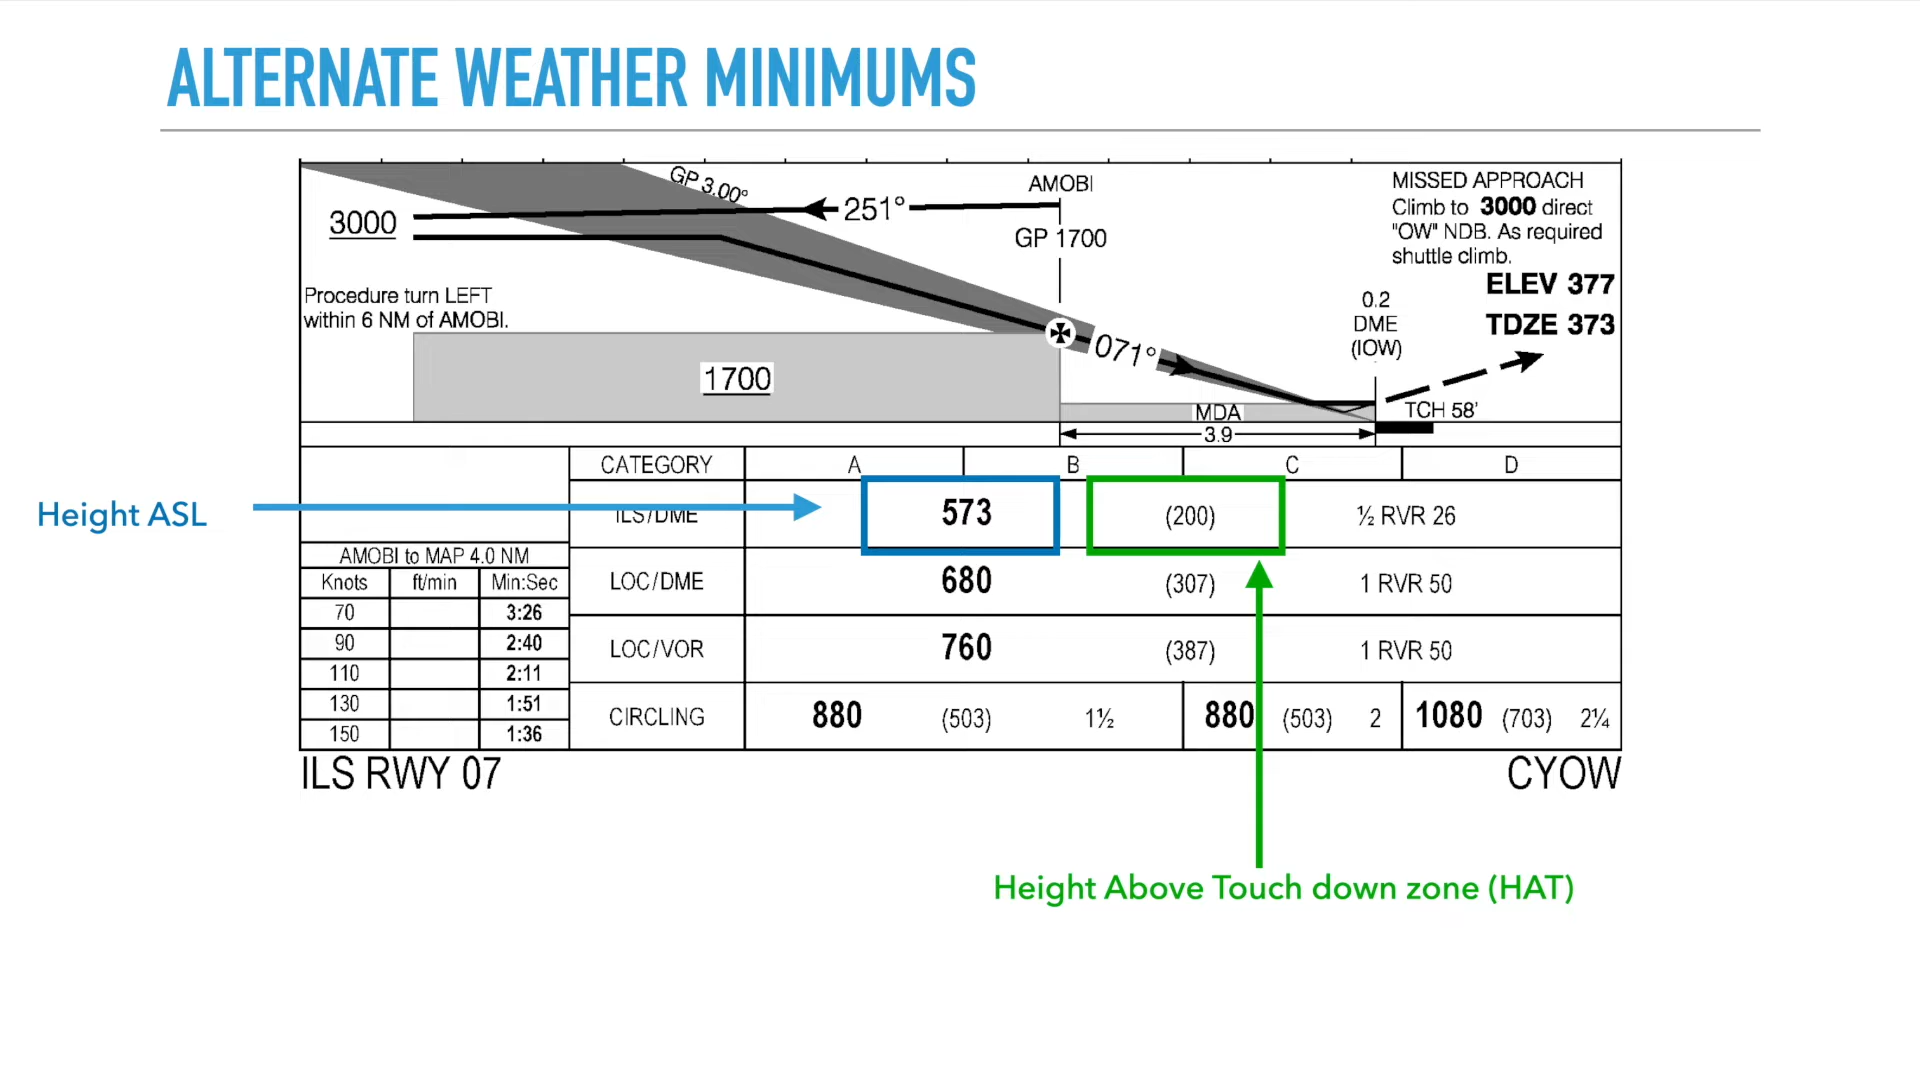 ALTERNATE WEATHER MINIMUMS
GP 3.00°
AMOBI
MISSED APPROACH
Climb to 3000 direct
"OW" NDB. As required
shuttle climb.
3000
251°
GP 1700
ELEV 377
TDZE 373
Procedure turn LEFT
within 6 NM of AMOBI.
0.2
DME
(IOW)
071°
1700
MDA
TCH 58'
3.9
CATEGORY A B C D
Height ASL
ILS/DME 573 (200) ½ RVR 26
AMOBI to MAP 4.0 NM
Knots ft/min Min:Sec
LOC/DME 680 (307) 1 RVR 50
70 3:26
90 2:40
LOC/VOR 760 (387) 1 RVR 50
110 2:11
130 1:51
CIRCLING 880 (503) 1½ 880 (503) 2 1080 (703) 2¼
150 1:36
ILS RWY 07 CYOW
Height Above Touch down zone (HAT)